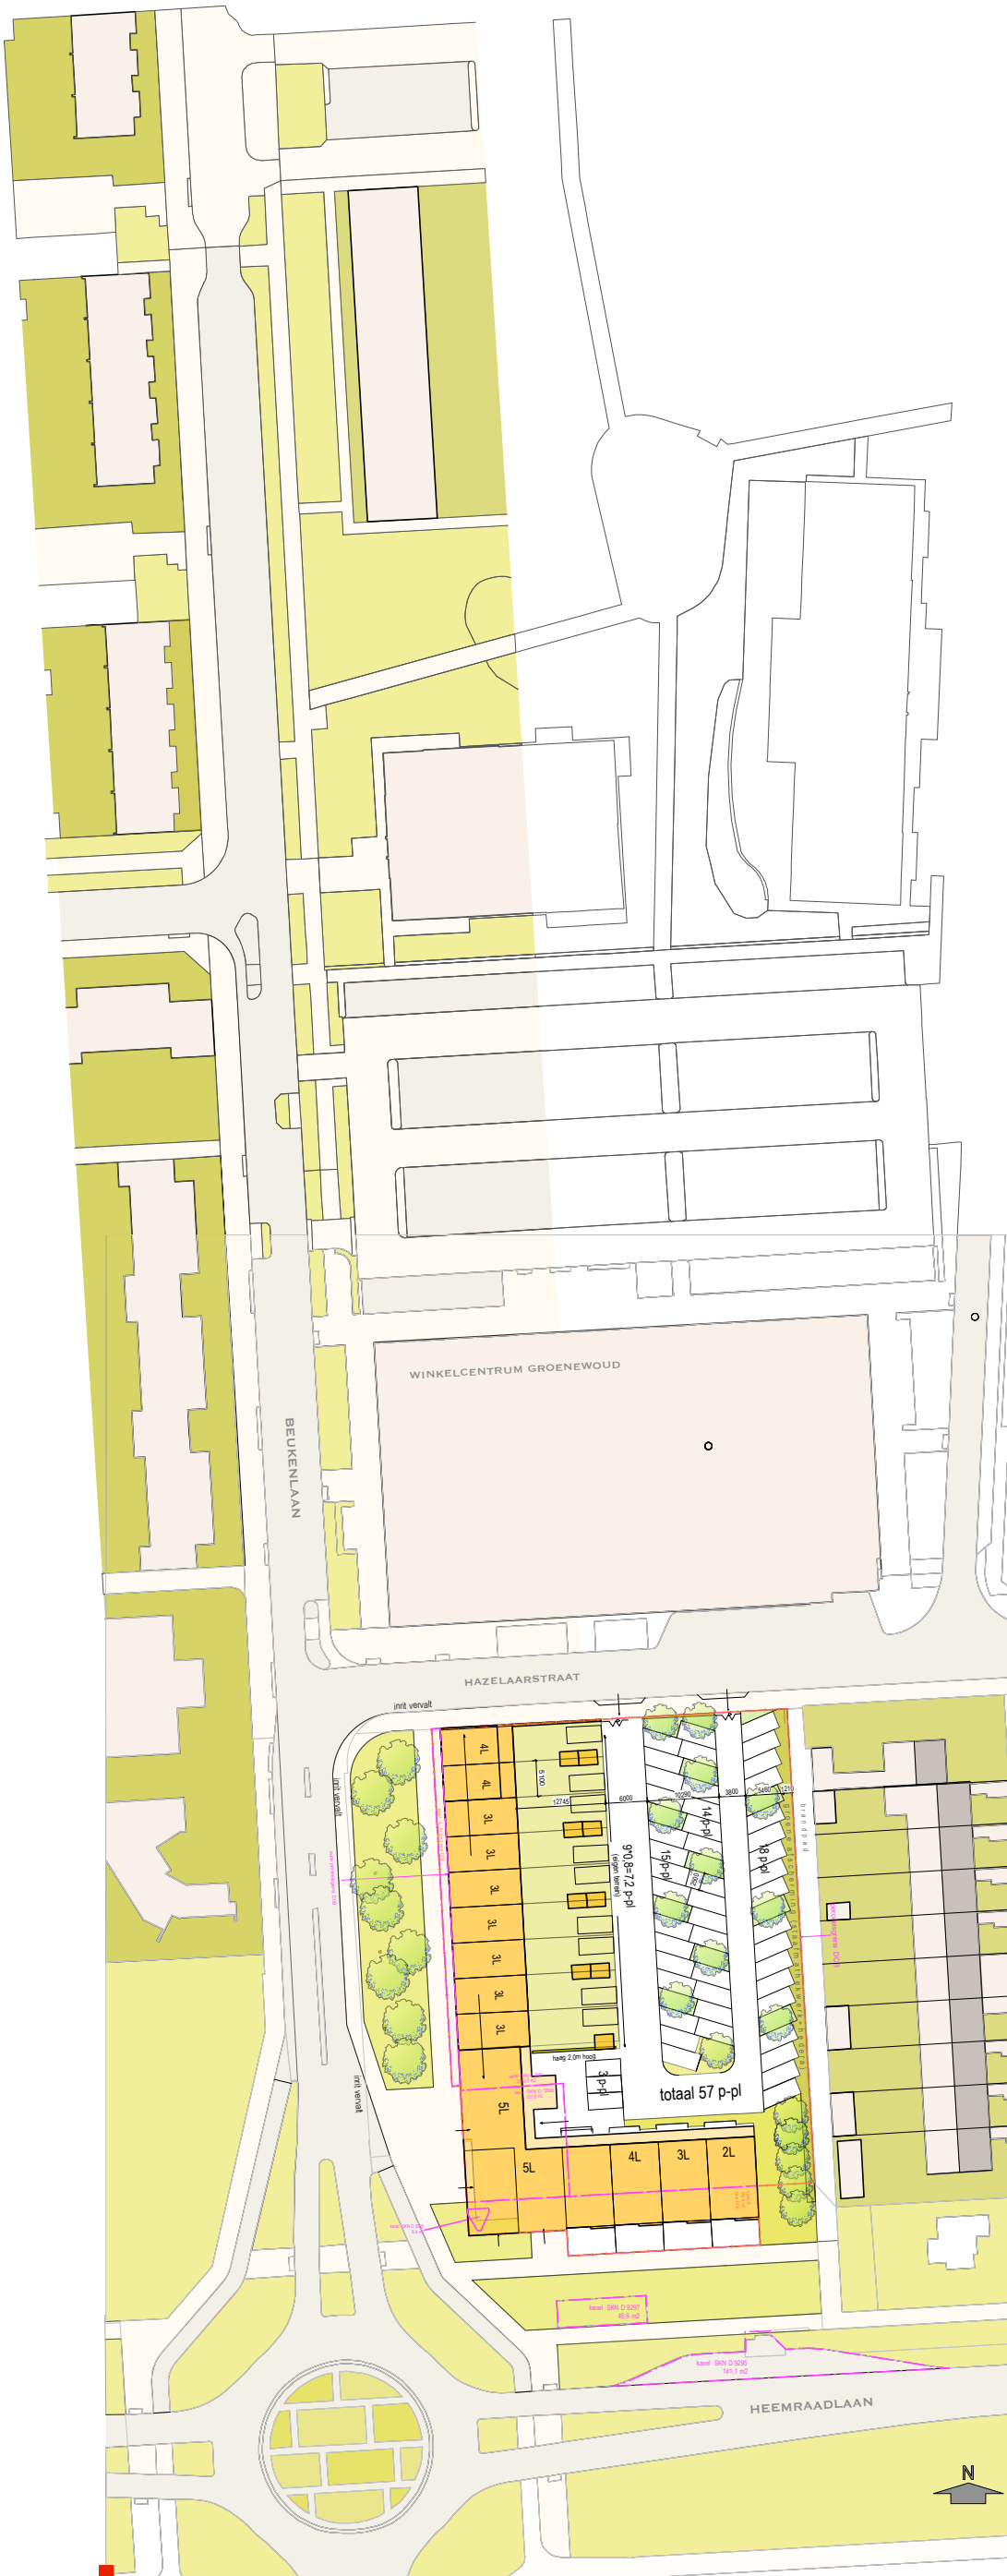 WINKELCENTRUM GROENEWOUD
BEUKENLAAN
HAZELAARSTRAAT
inrit vervalt
inrit vervalt
inrit vervalt
4L
4L
3L
3L
3L
3L
3L
3L
3L
5L
5L
4L
3L
2L
5100
12745
6000
10290
3800
5460
1210
2500
9*0,8=7,2 p-pl
(eigen terrein)
15 p-pl
14 p-pl
18 p-pl
3 p-pl
haag 2,0m hoog
totaal 57 p-pl
brandpad
kavel SKN D 9297
49,6 m2
kavel SKN D 9295
141,1 m2
HEEMRAADLAAN
N